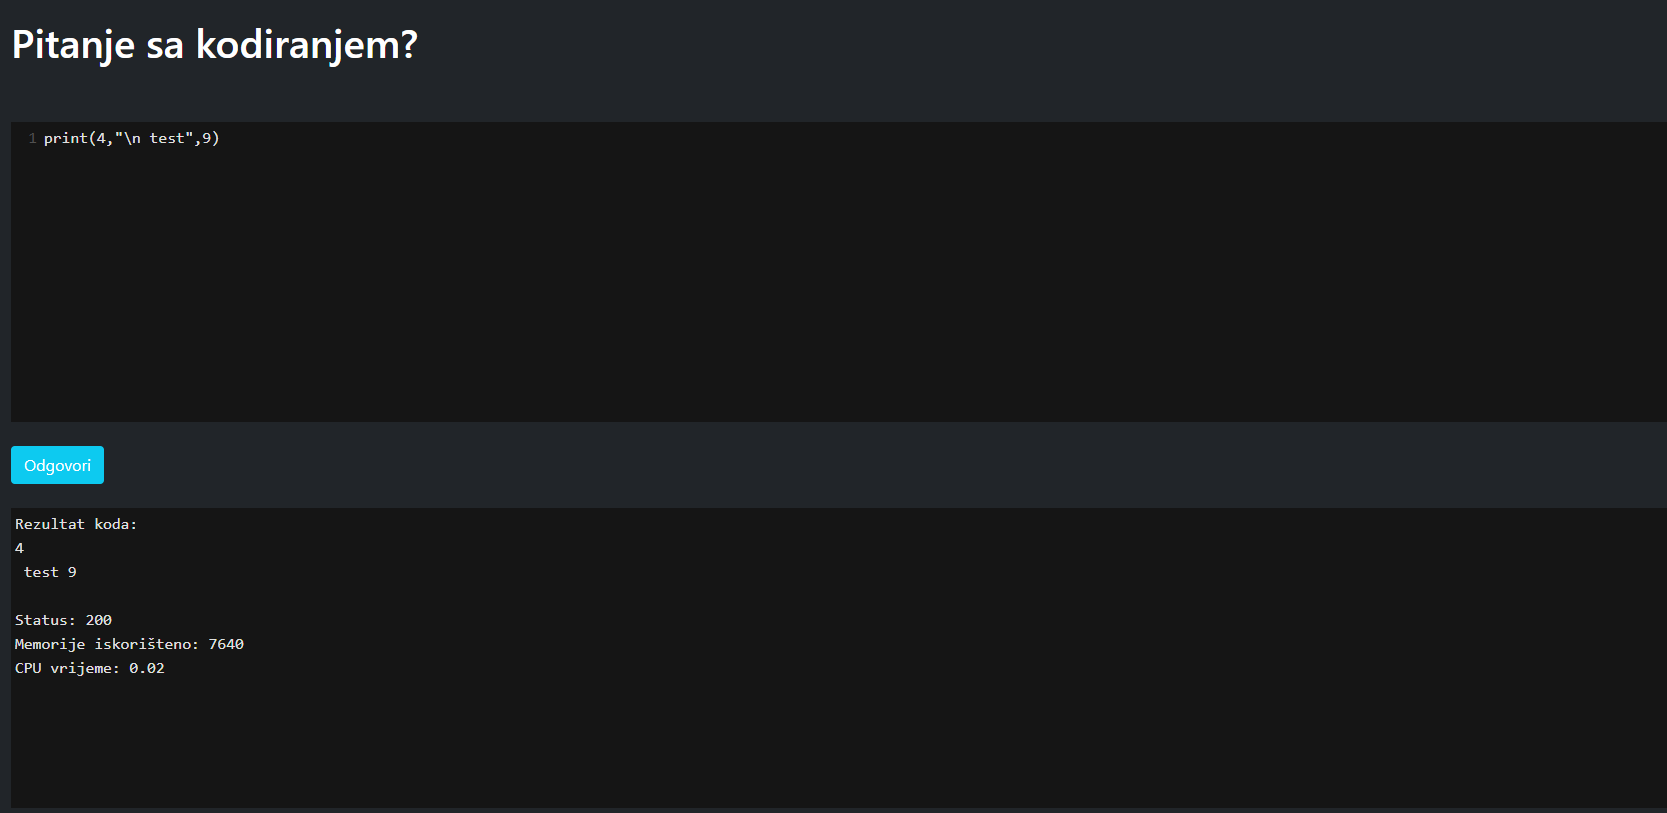 Pitanje sa kodiranjem?
1 print(4,"\n test",9)
Odgovori
Rezultat koda:
4
 test 9
Status: 200
Memorije iskorišteno: 7640
CPU vrijeme: 0.02